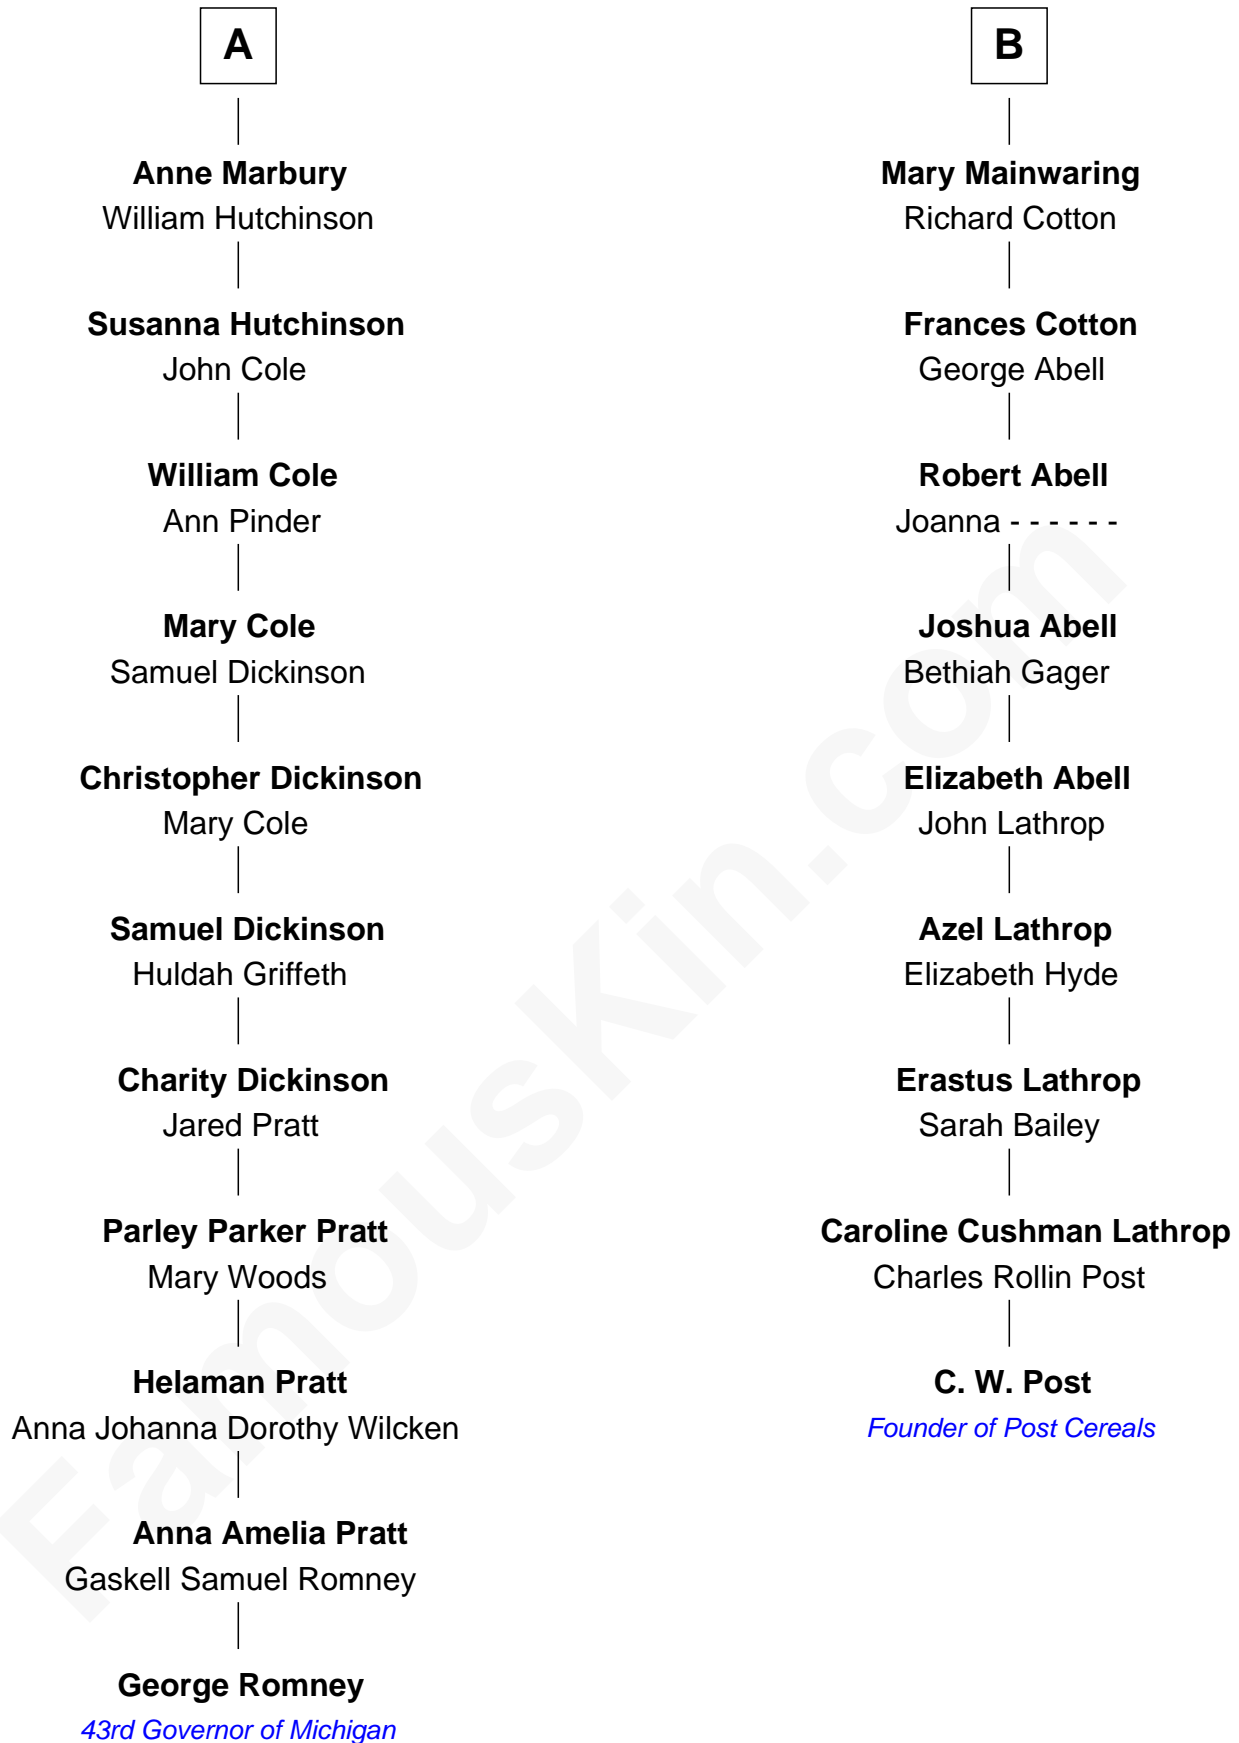 A
Anne Marbury
William Hutchinson
Susanna Hutchinson
John Cole
William Cole
Ann Pinder
Mary Cole
Samuel Dickinson
Christopher Dickinson
Mary Cole
Samuel Dickinson
Huldah Griffeth
Charity Dickinson
Jared Pratt
Parley Parker Pratt
Mary Woods
Helaman Pratt
Anna Johanna Dorothy Wilcken
Anna Amelia Pratt
Gaskell Samuel Romney
George Romney
43rd Governor of Michigan
B
Mary Mainwaring
Richard Cotton
Frances Cotton
George Abell
Robert Abell
Joanna - - - - - -
Joshua Abell
Bethiah Gager
Elizabeth Abell
John Lathrop
Azel Lathrop
Elizabeth Hyde
Erastus Lathrop
Sarah Bailey
Caroline Cushman Lathrop
Charles Rollin Post
C. W. Post
Founder of Post Cereals
FamousKin.com